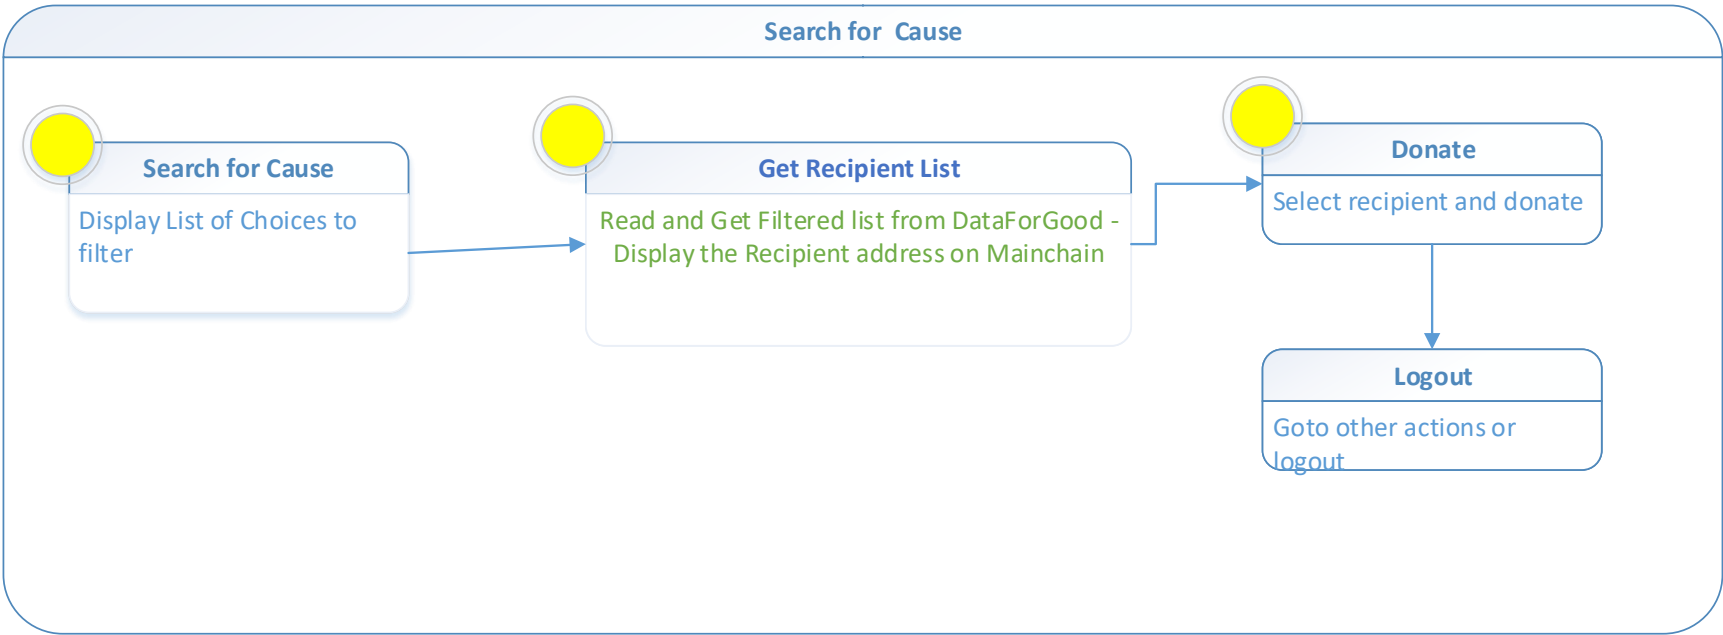 Search for  Cause
Search for Cause
Display List of Choices to
filter
Get Recipient List
Read and Get Filtered list from DataForGood -
Display the Recipient address on Mainchain
Donate
Select recipient and donate
Logout
Goto other actions or
logout